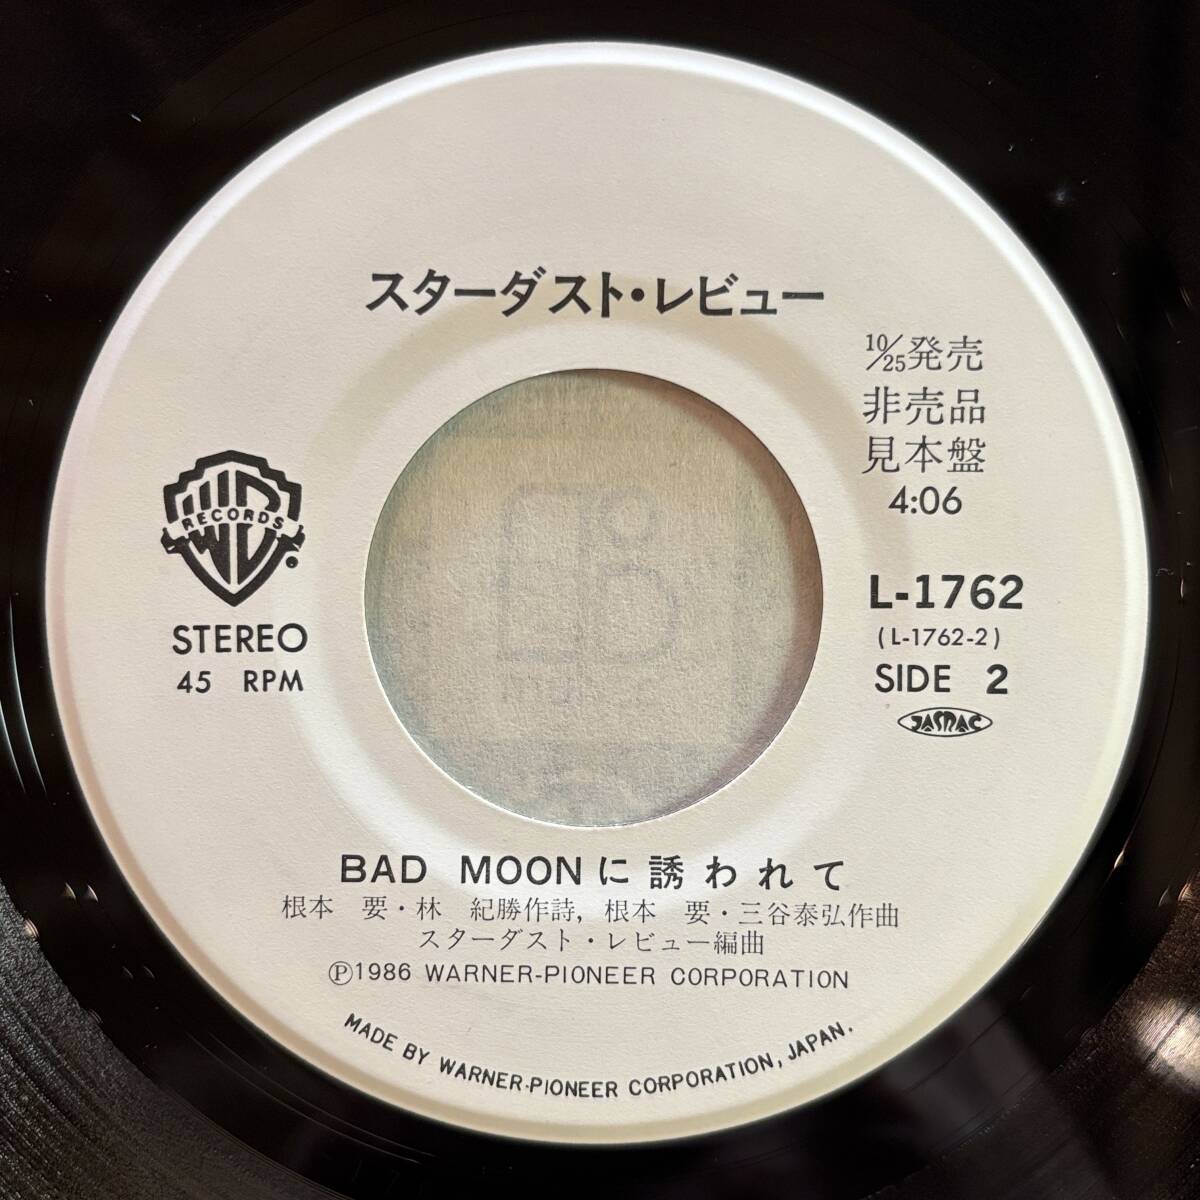 スターダスト・レビュー
10/25発売
非売品
見本盤
4:06
WB
RECORDS
STEREO
45 RPM
L-1762
(L-1762-2)
SIDE 2
JASRAC
BAD MOONに誘われて
根本 要・林 紀勝作詩, 根本 要・三谷泰弘作曲
スターダスト・レビュー編曲
Ⓟ1986 WARNER-PIONEER CORPORATION
MADE BY WARNER-PIONEER CORPORATION, JAPAN.